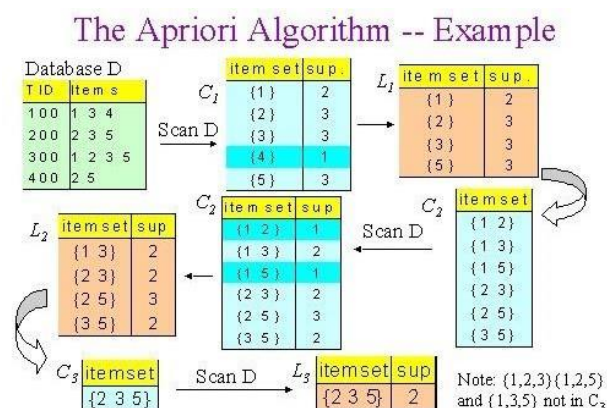 The Apriori Algorithm -- Example
Database D
TID Items
100 1 3 4
200 2 3 5
300 1 2 3 5
400 2 5
Scan D
C1
itemset sup.
{1} 2
{2} 3
{3} 3
{4} 1
{5} 3
L1
itemset sup.
{1} 2
{2} 3
{3} 3
{5} 3
C2
itemset
{1 2}
{1 3}
{1 5}
{2 3}
{2 5}
{3 5}
Scan D
C2
itemset sup
{1 2} 1
{1 3} 2
{1 5} 1
{2 3} 2
{2 5} 3
{3 5} 2
L2
itemset sup
{1 3} 2
{2 3} 2
{2 5} 3
{3 5} 2
C3
itemset
{2 3 5}
Scan D
L3
itemset sup
{2 3 5} 2
Note: {1,2,3}{1,2,5}
and {1,3,5} not in C3